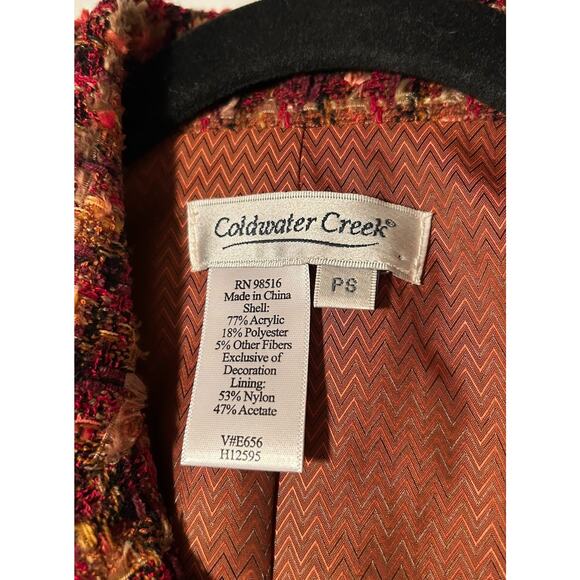 Coldwater Creek®
PS
RN 98516
Made in China
Shell:
77% Acrylic
18% Polyester
5% Other Fibers
Exclusive of
Decoration
Lining:
53% Nylon
47% Acetate
V#E656
H12595